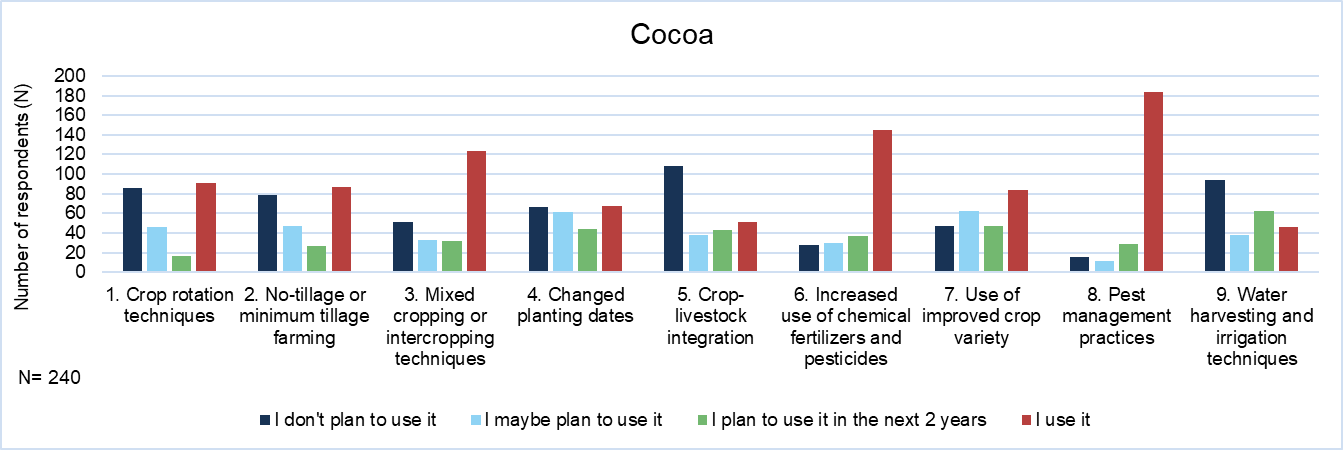 Cocoa
Number of respondents (N)
200
180
160
140
120
100
80
60
40
20
0
1. Crop rotation
techniques
2. No-tillage or
minimum tillage
farming
3. Mixed
cropping or
intercropping
techniques
4. Changed
planting dates
5. Crop-
livestock
integration
6. Increased
use of chemical
fertilizers and
pesticides
7. Use of
improved crop
variety
8. Pest
management
practices
9. Water
harvesting and
irrigation
techniques
N= 240
I don't plan to use it
I maybe plan to use it
I plan to use it in the next 2 years
I use it